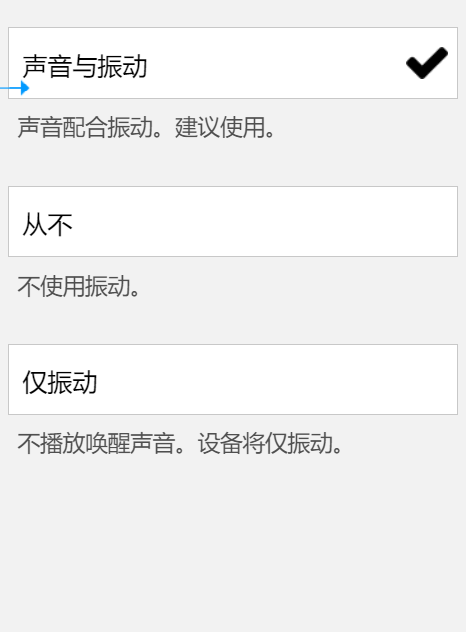 声音与振动
声音配合振动。建议使用。
从不
不使用振动。
仅振动
不播放唤醒声音。设备将仅振动。